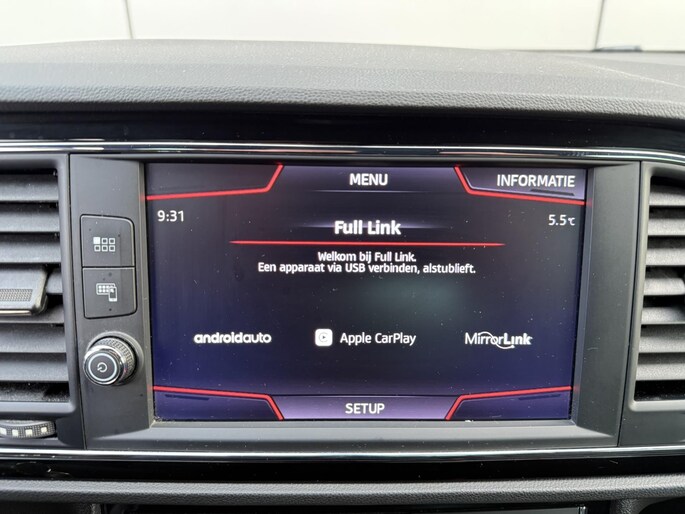 MENU
INFORMATIE
9:31
5.5°C
Full Link
Welkom bij Full Link.
Een apparaat via USB verbinden, alstublieft.
androidauto
Apple CarPlay
MirrorLink
SETUP